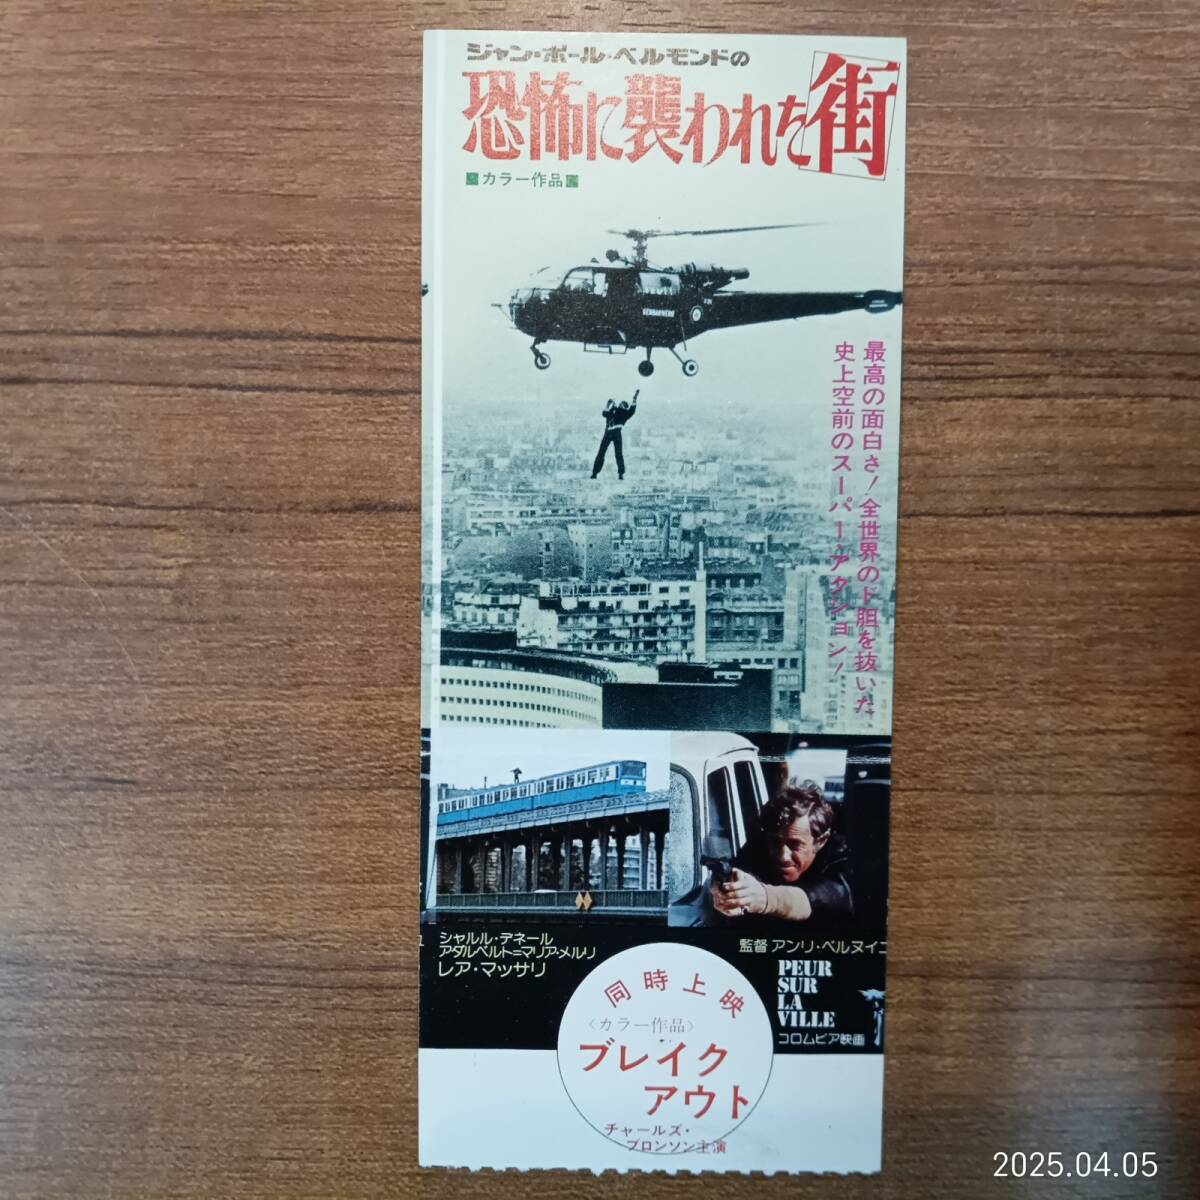 ジャン・ポール・ベルモンドの
恐怖に襲われた街
カラー作品
GENDARMERIE
最高の面白さ!全世界のド胆を抜いた
史上空前のスーパー・アクション!
シャルル・デネール
アダルベルト=マリア・メルリ
レア・マッサリ
監督 アンリ・ベルヌイユ
PEUR
SUR
LA
VILLE
コロムビア映画
同時上映
〈カラー作品〉
ブレイク
アウト
チャールズ・
ブロンソン主演
2025.04.05